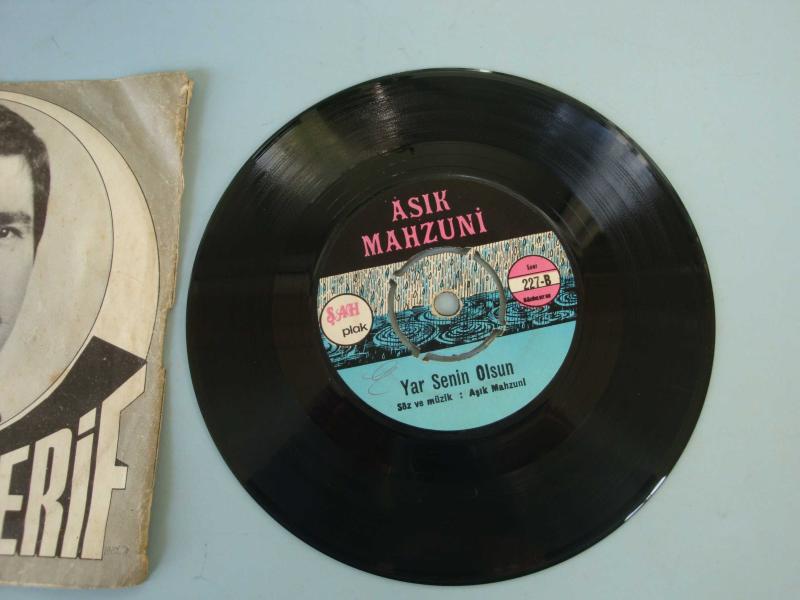 ERİF
AŞIK
MAHZUNİ
ŞAH
plak
227-B
Yar Senin Olsun
Söz ve müzik : Aşık Mahzuni